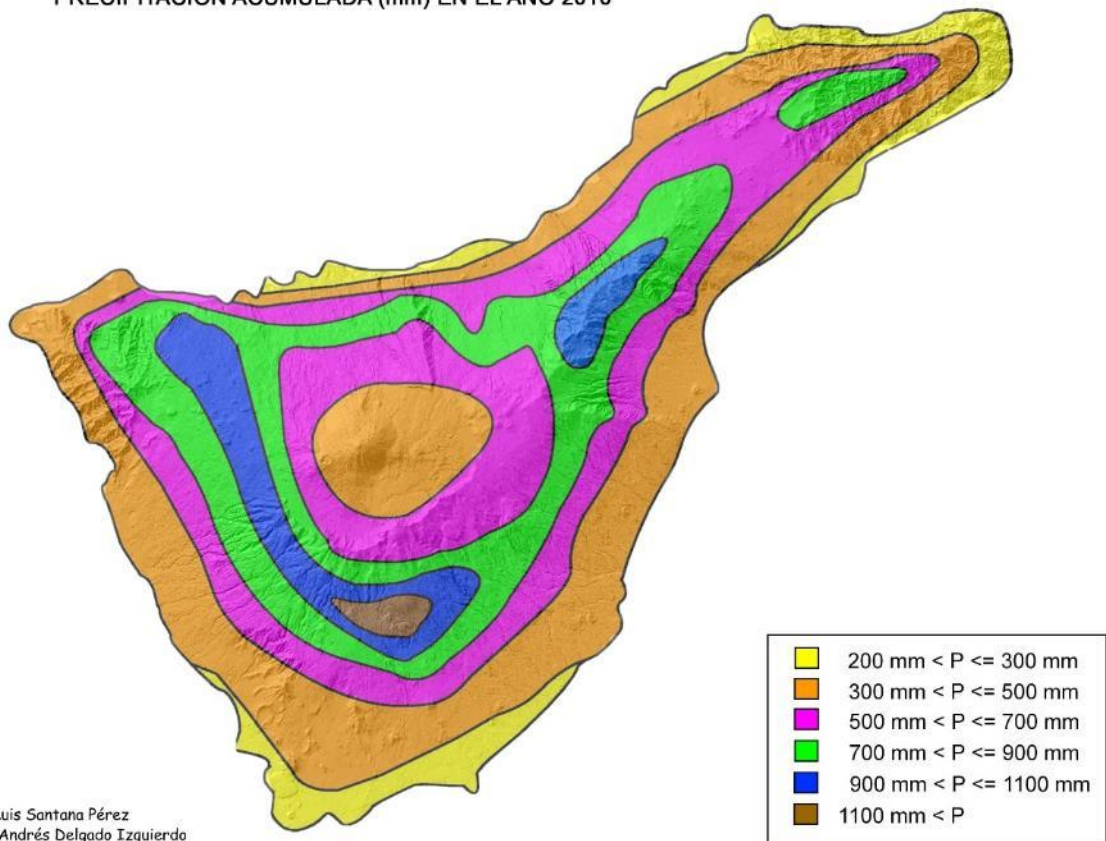 PRECIPITACIÓN ACUMULADA (mm) EN EL AÑO
200 mm < P <= 300 mm
300 mm < P <= 500 mm
500 mm < P <= 700 mm
700 mm < P <= 900 mm
900 mm < P <= 1100 mm
1100 mm < P
uis Santana Pérez
Andrés Delgado Izquierdo